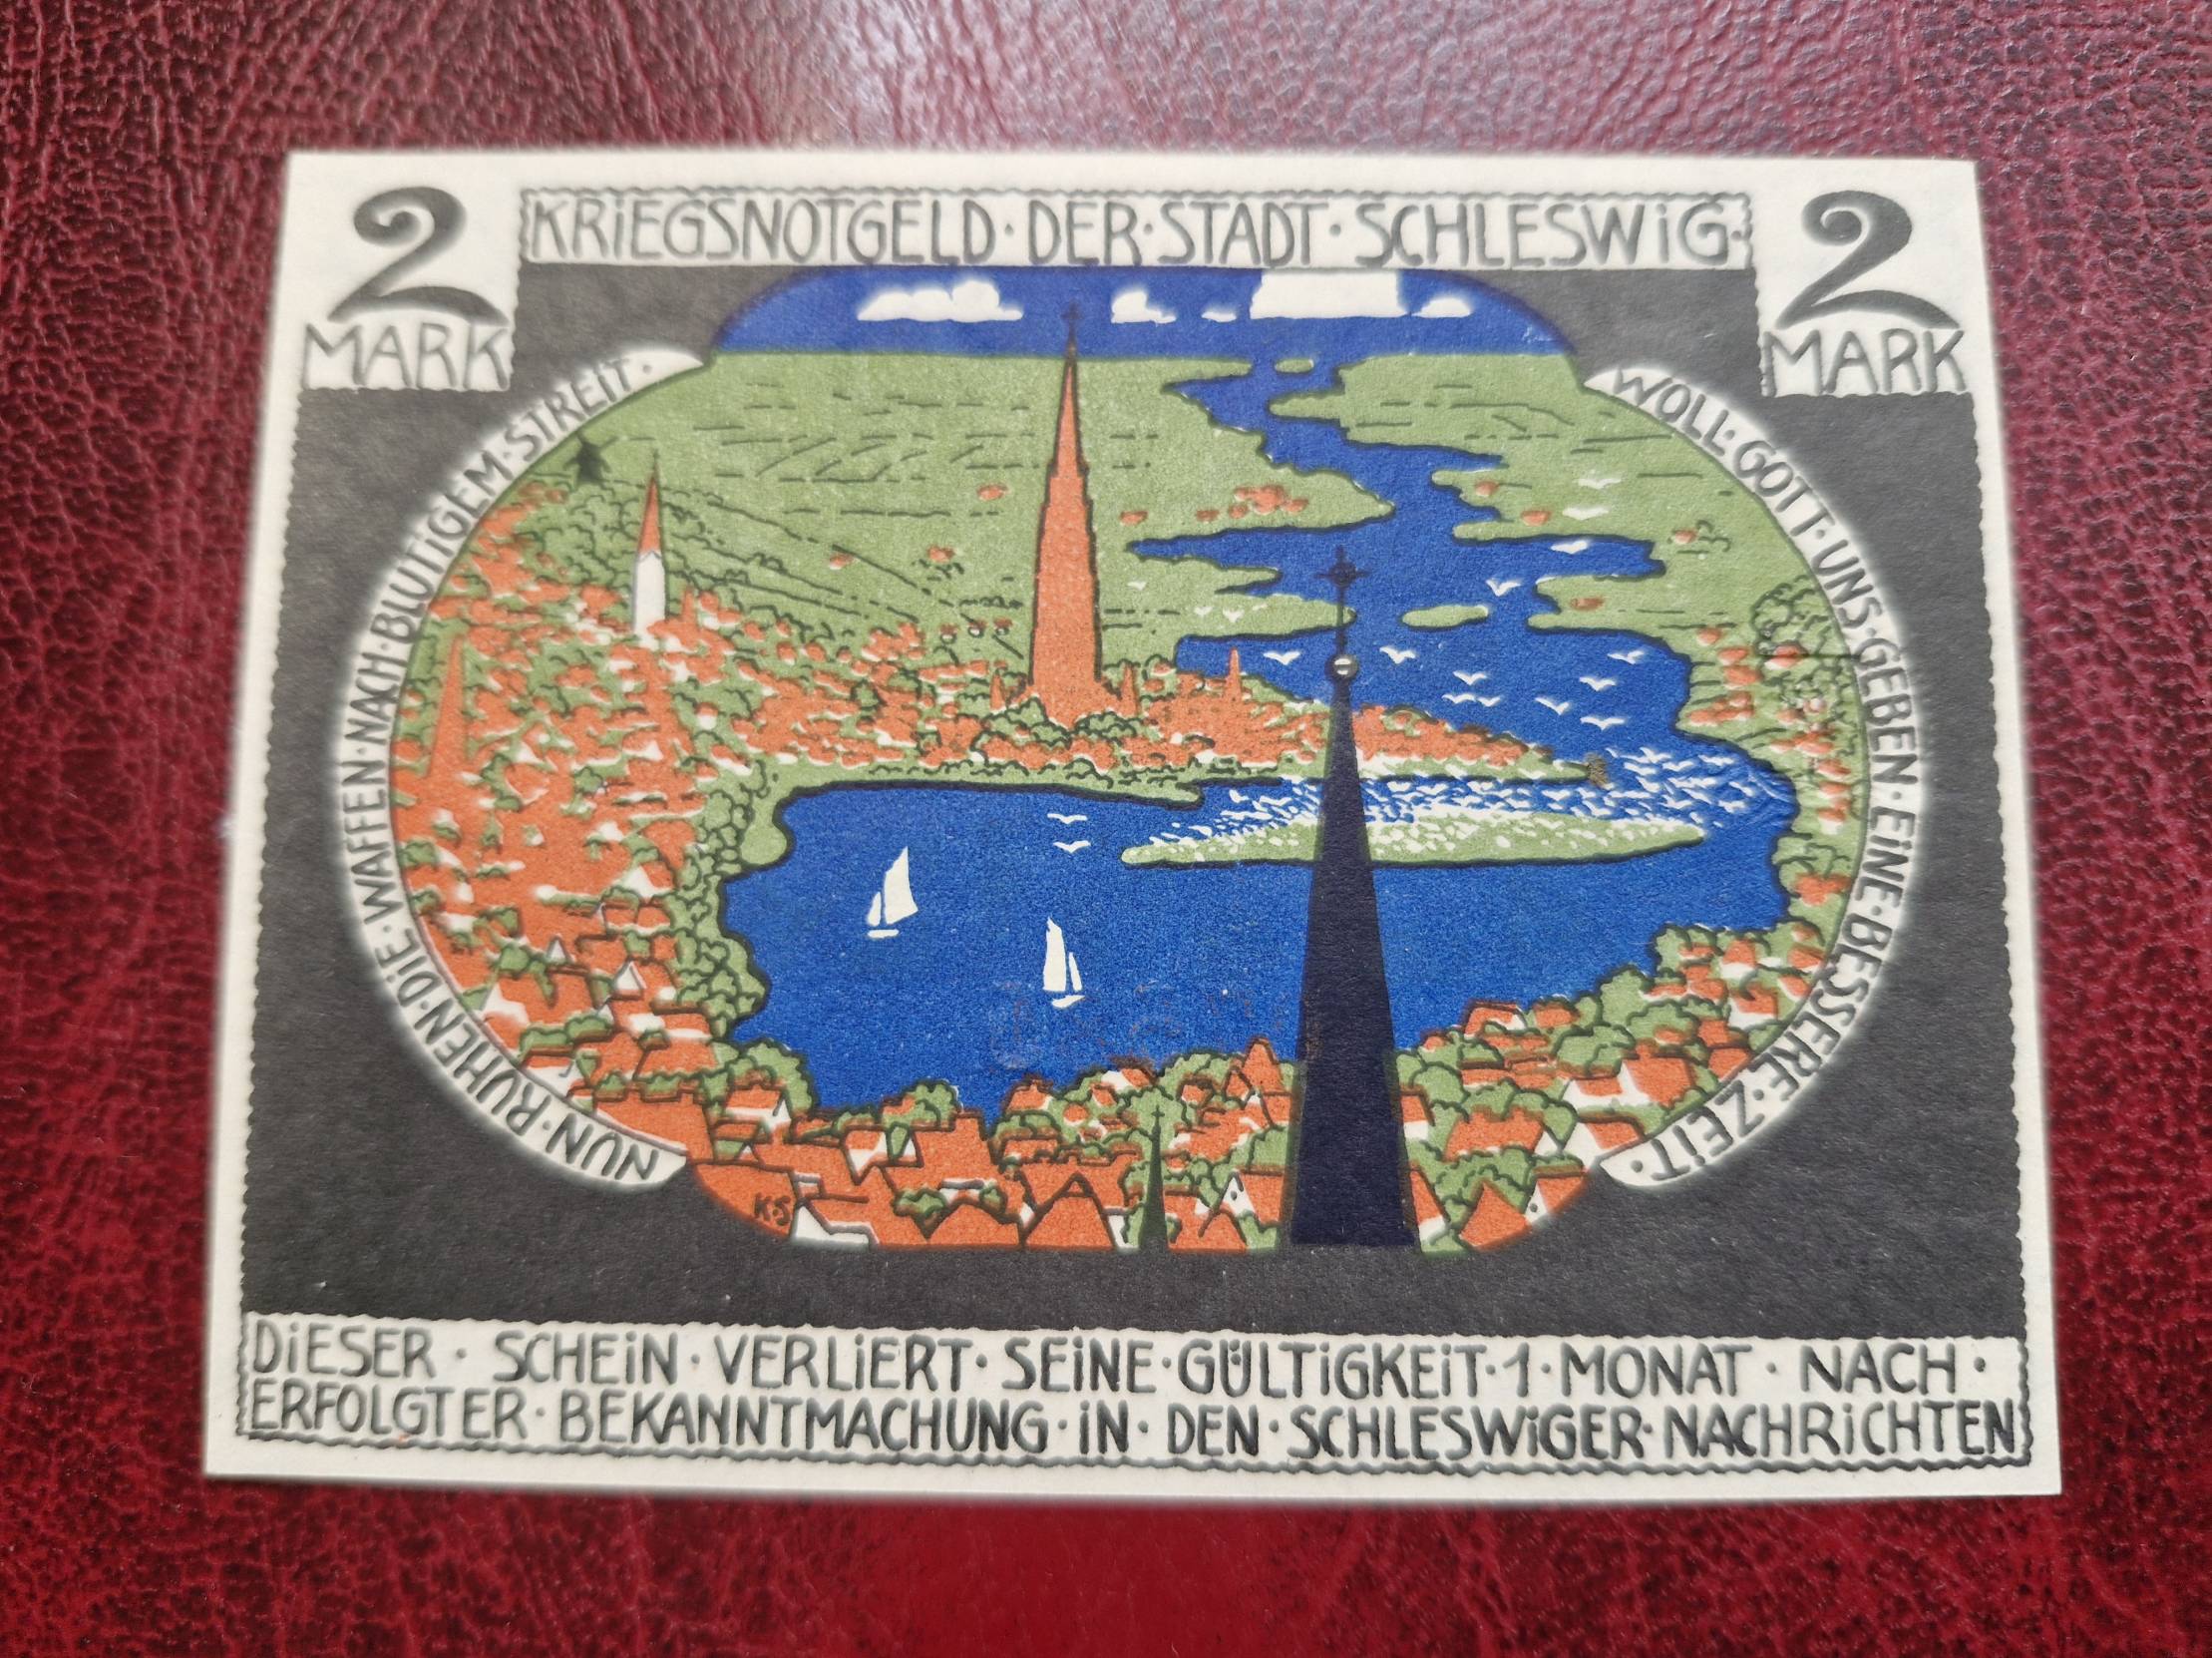 2 MARK
KRiEGSNOTGELD·DER·STADT·SCHLESWiG·
2 MARK
NUN·RUHEN·DiE·WAFFEN·NACH·BLUTiGEM·STREiT·
WOLL·GOTT·UNS·GEBEN·EiNE·BESSERE·ZEiT·
K·S
DiESER·SCHEiN·VERLiERT·SEiNE·GÜLTiGKEiT·1·MONAT·NACH·
ERFOLGTER·BEKANNTMACHUNG·iN·DEN·SCHLESWiGER·NACHRiCHTEN